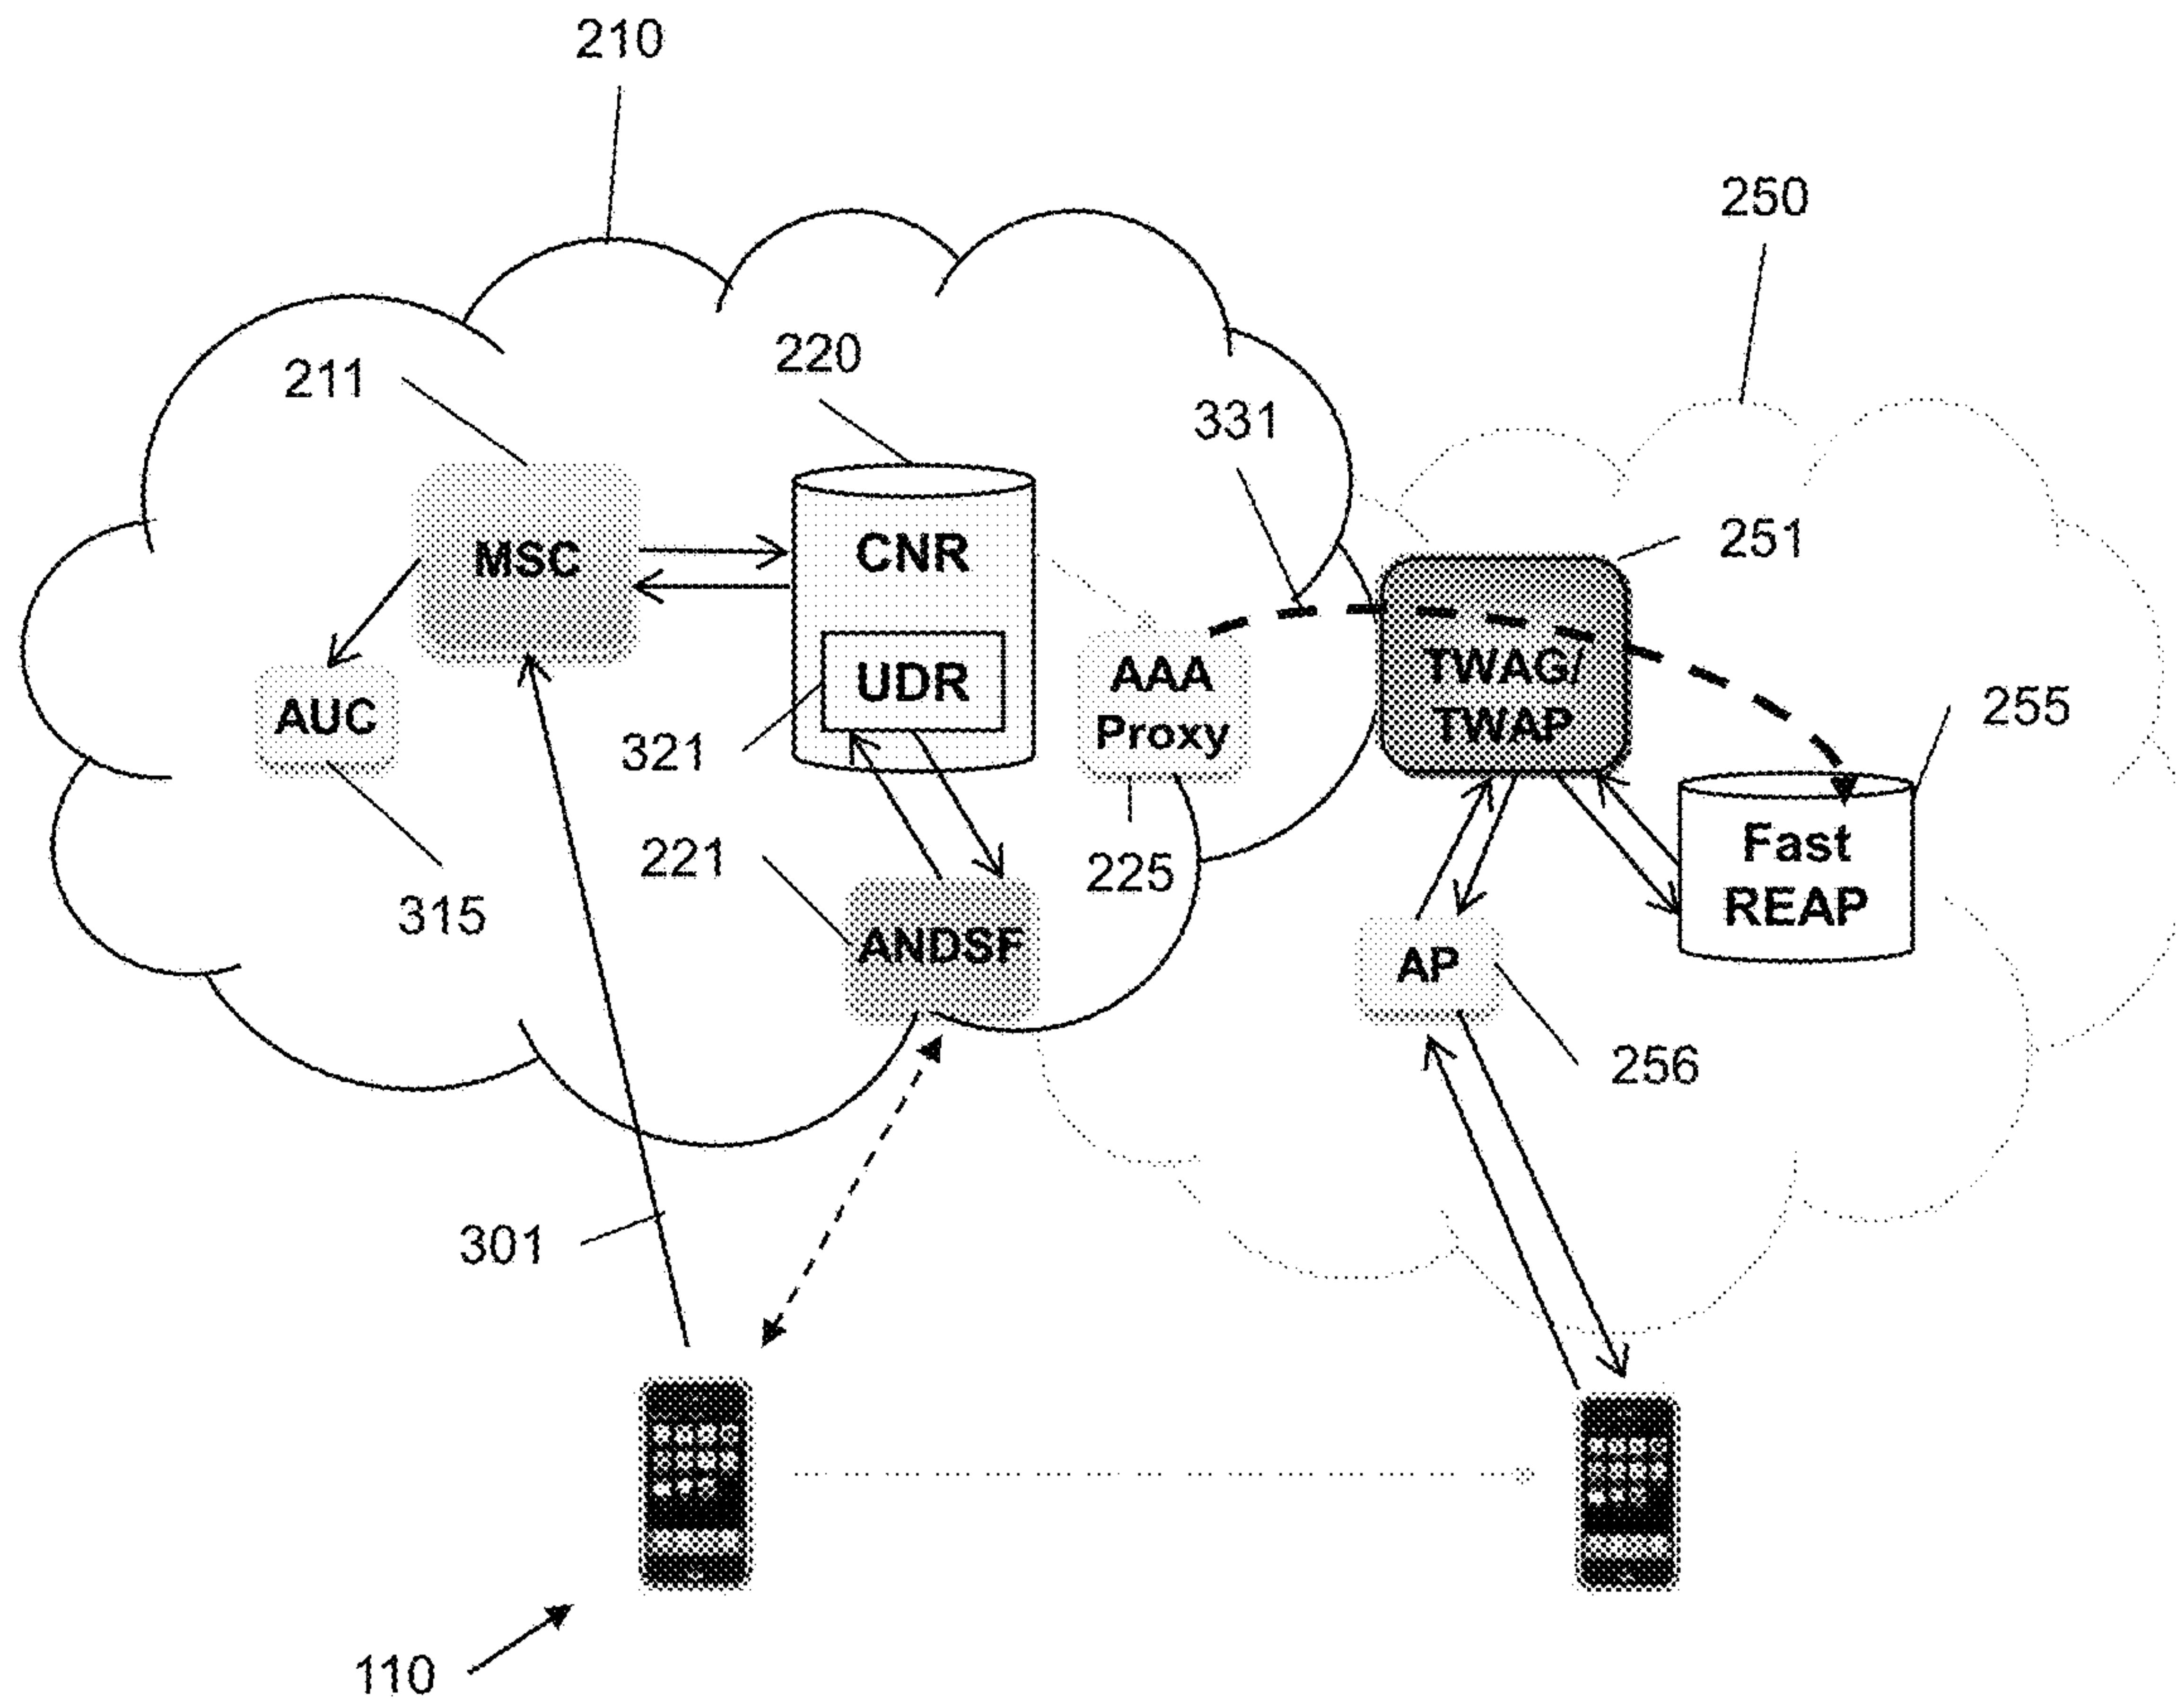 210
250
220
211
331
251
MSC
CNR
UDR
AAA
Proxy
TWAG/
TWAP
AUC
321
255
Fast
REAP
221
225
315
ANDSF
AP
256
301
110